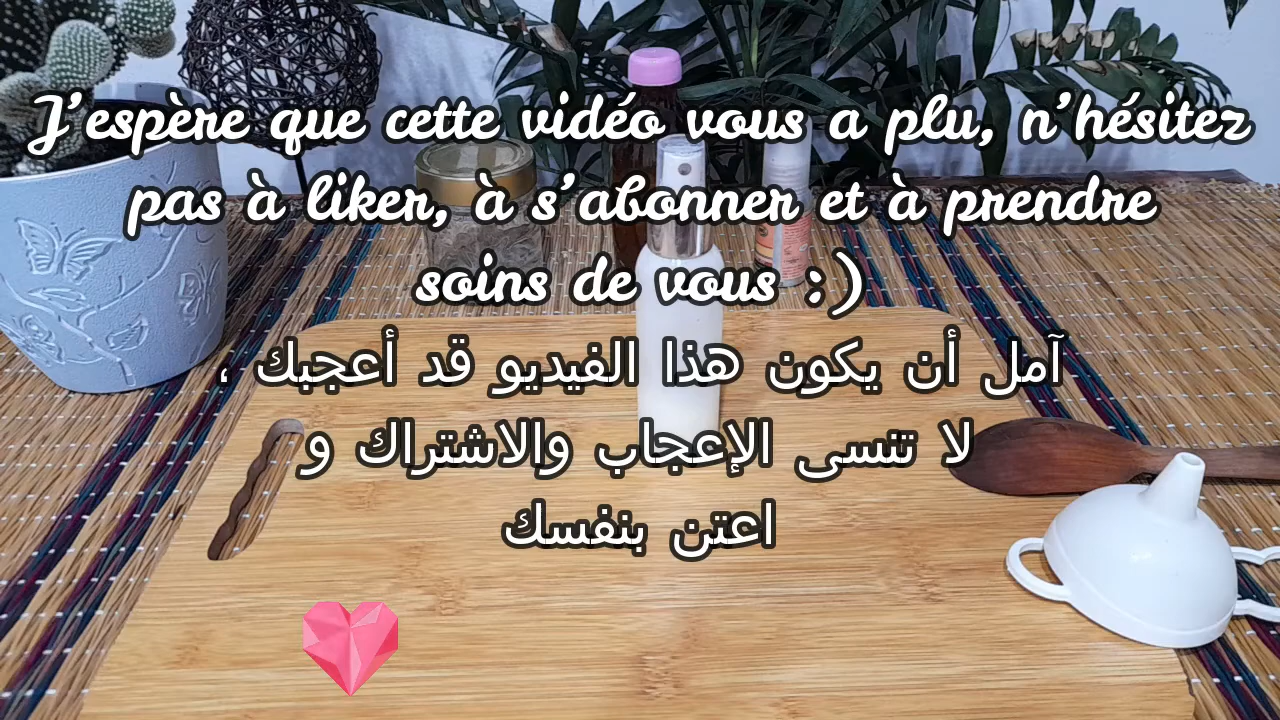 J'espère que cette vidéo vous a plu, n'hésitez
pas à liker, à s'abonner et à prendre
soins de vous :)
آمل أن يكون هذا الفيديو قد أعجبك ،
لا تنسى الإعجاب والاشتراك و
اعتن بنفسك